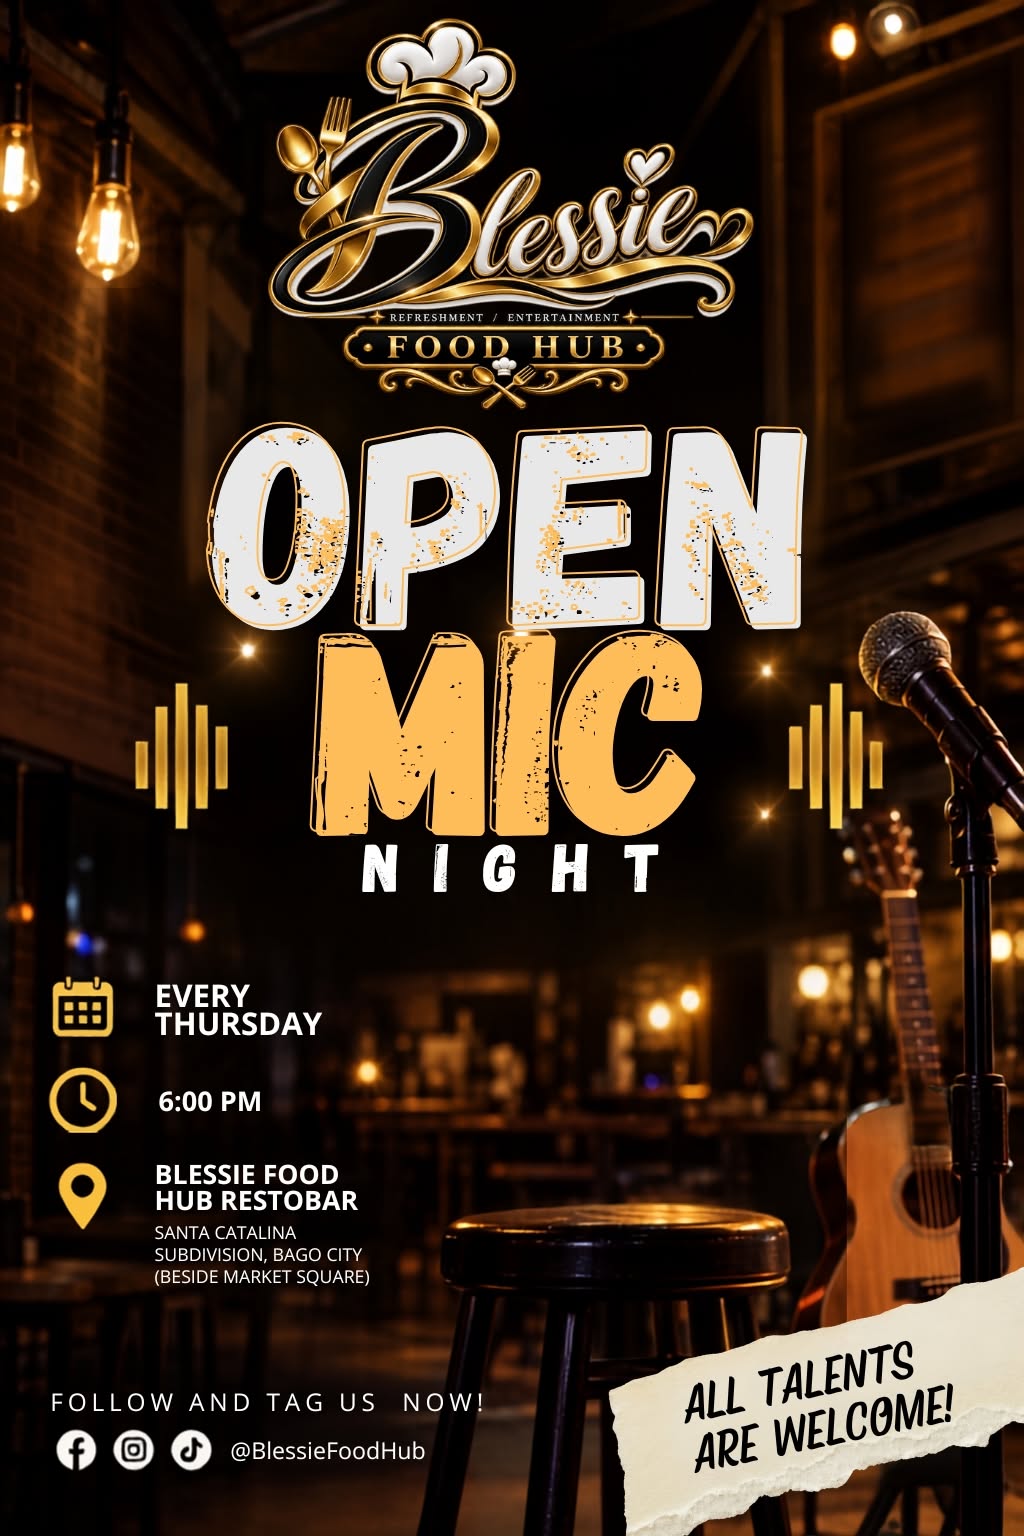 Blessie
REFRESHMENT / ENTERTAINMENT
FOOD HUB
OPEN
MIC
NIGHT
EVERY
THURSDAY
6:00 PM
BLESSIE FOOD
HUB RESTOBAR
SANTA CATALINA
SUBDIVISION, BAGO CITY
(BESIDE MARKET SQUARE)
FOLLOW AND TAG US NOW!
@BlessieFoodHub
ALL TALENTS
ARE WELCOME!